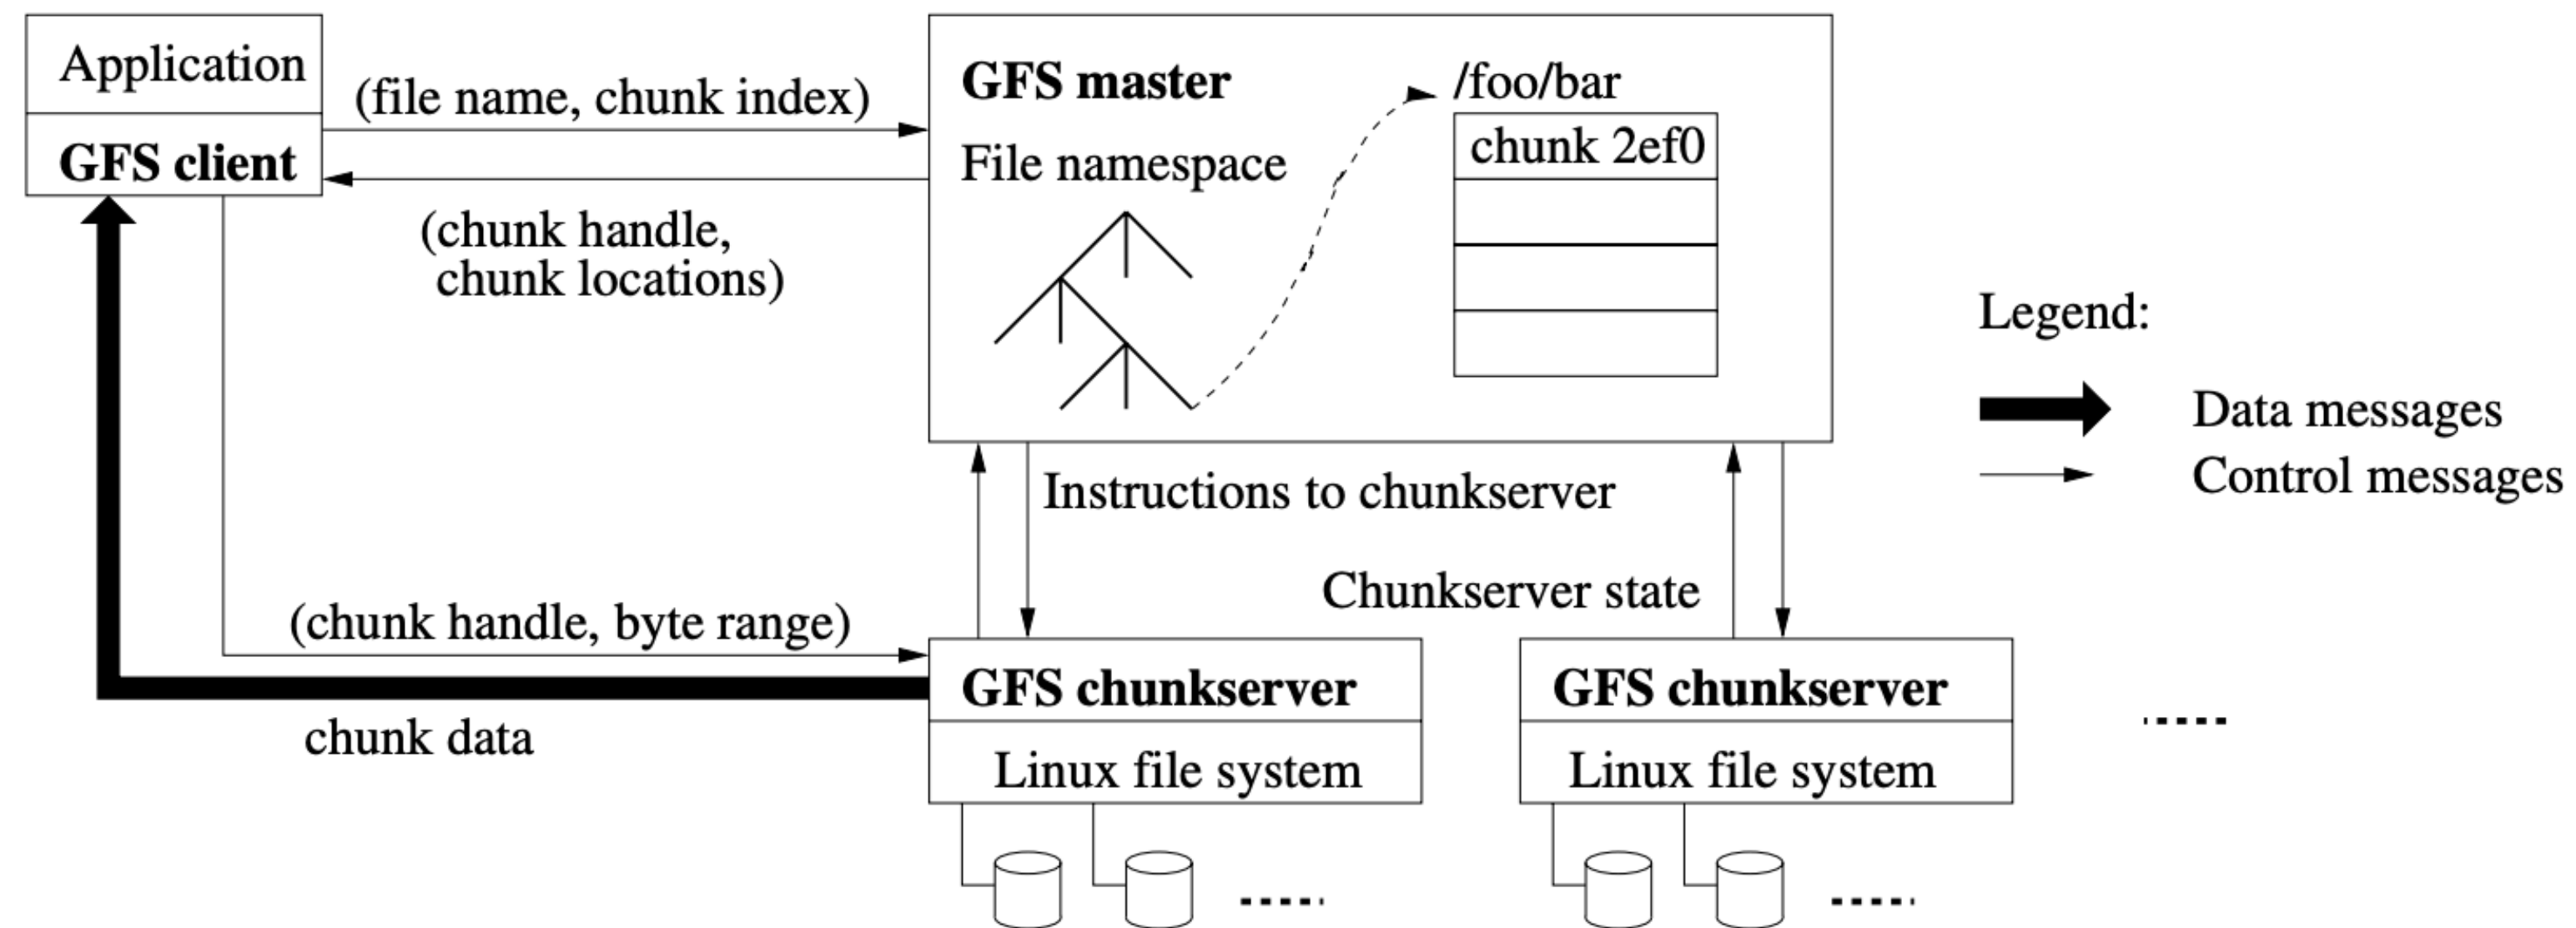 Application
GFS client
(file name, chunk index)
(chunk handle,
chunk locations)
GFS master
File namespace
/foo/bar
chunk 2ef0
Legend:
Data messages
Control messages
Instructions to chunkserver
Chunkserver state
(chunk handle, byte range)
chunk data
GFS chunkserver
Linux file system
GFS chunkserver
Linux file system